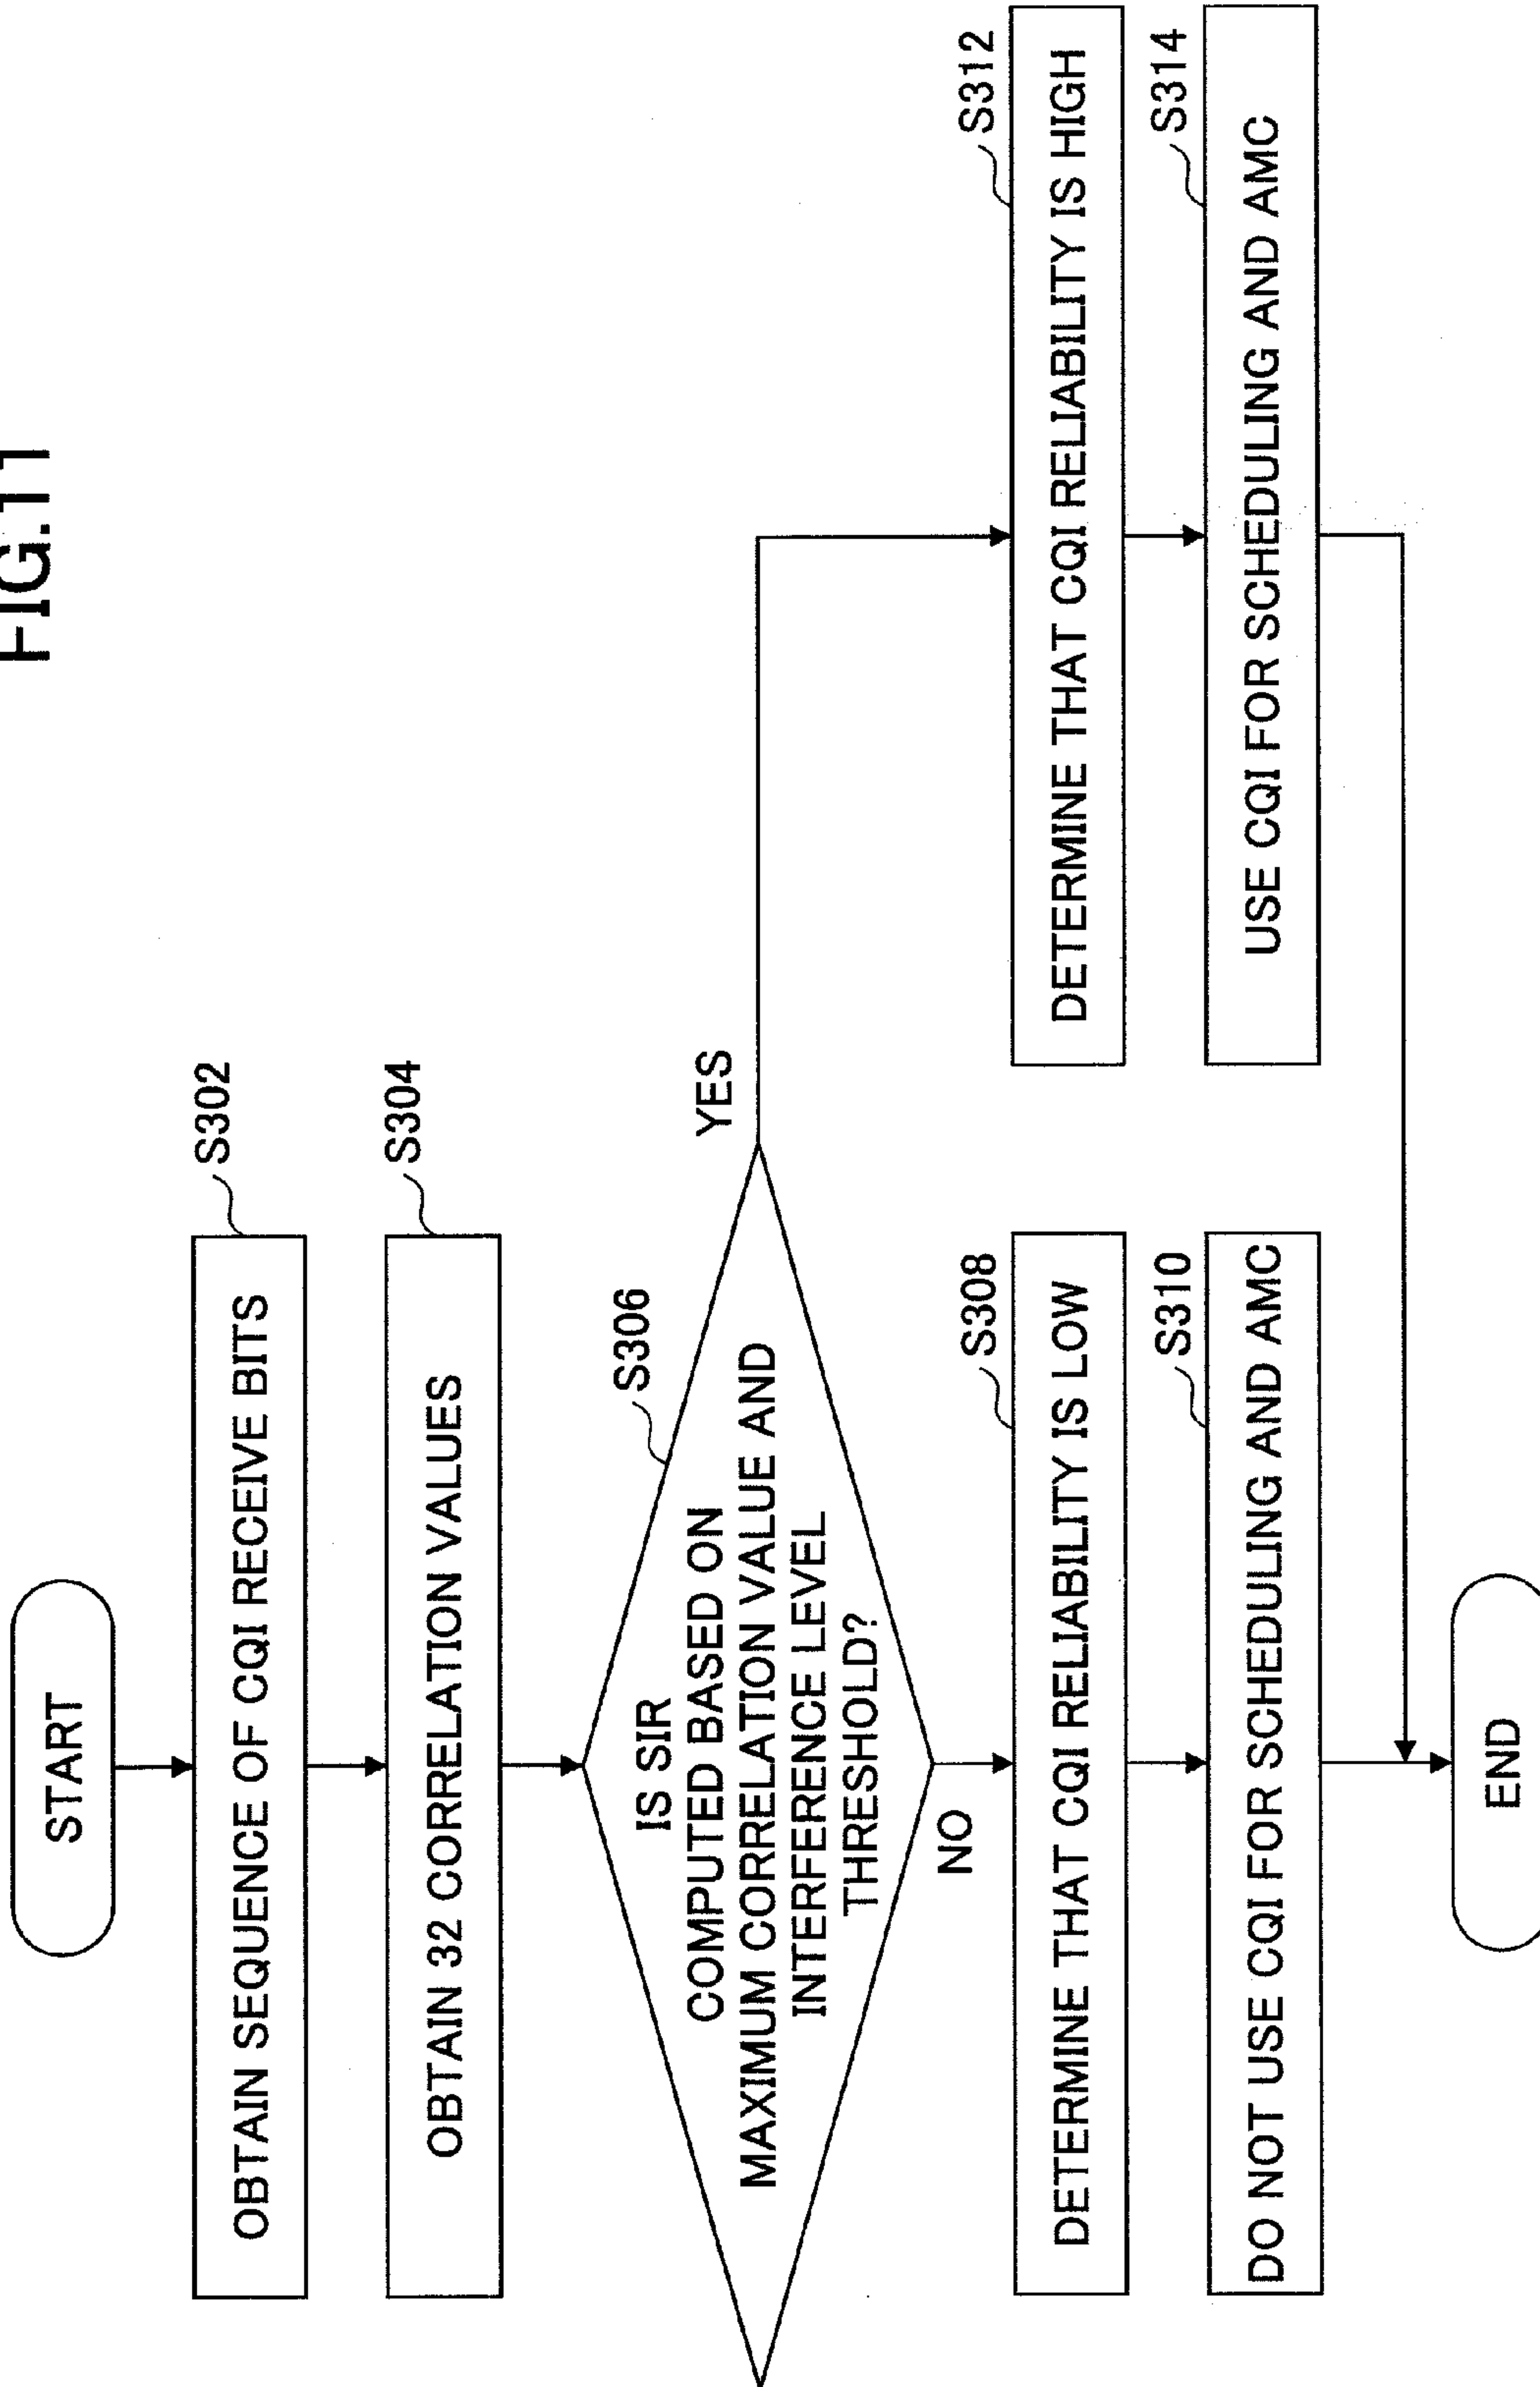 FIG.11
START
S302
OBTAIN SEQUENCE OF CQI RECEIVE BITS
S304
OBTAIN 32 CORRELATION VALUES
S306
IS SIR
COMPUTED BASED ON
MAXIMUM CORRELATION VALUE AND
INTERFERENCE LEVEL
THRESHOLD?
YES
NO
S308
DETERMINE THAT CQI RELIABILITY IS LOW
S310
DO NOT USE CQI FOR SCHEDULING AND AMC
S312
DETERMINE THAT CQI RELIABILITY IS HIGH
S314
USE CQI FOR SCHEDULING AND AMC
END